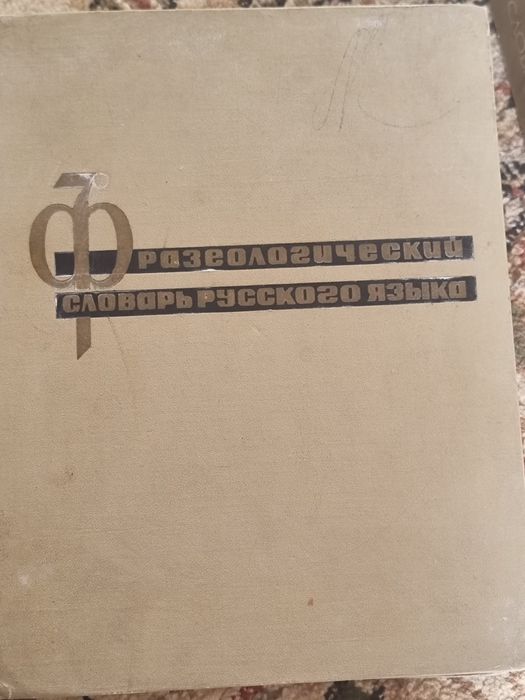 Фразеологический
словарь русского языка